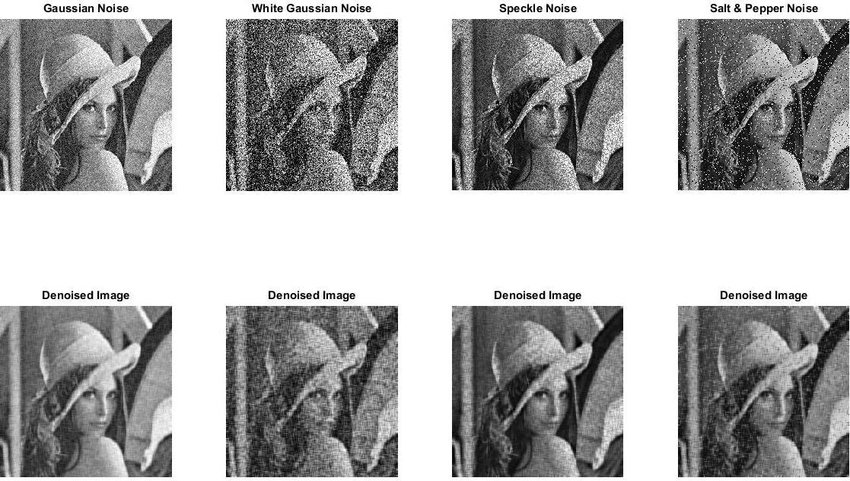 Gaussian Noise
White Gaussian Noise
Speckle Noise
Salt & Pepper Noise
Denoised Image
Denoised Image
Denoised Image
Denoised Image